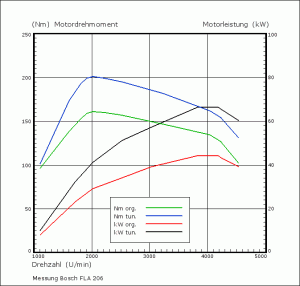 (Nm) Motordrehmoment Motorleistung (kW)
250 100
200 80
150 60
100 40
50 20
Nm org.
Nm tun.
kW org.
kW tun.
0 0
1000 2000 3000 4000 5000
Drehzahl (U/min)
Messung Bosch FLA 206